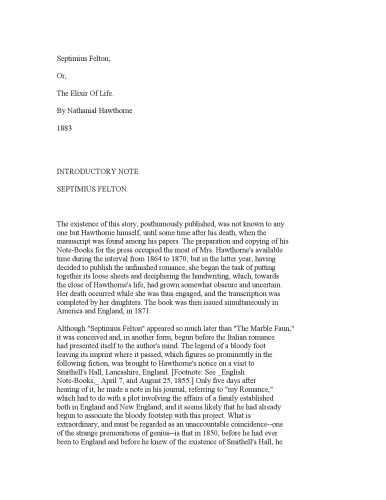 Septimius Felton;
Or,
The Elixir Of Life.
By Nathanial Hawthorne
1883
INTRODUCTORY NOTE.
SEPTIMIUS FELTON.
The existence of this story, posthumously published, was not known to any
one but Hawthorne himself, until some time after his death, when the
manuscript was found among his papers. The preparation and copying of his
Note-Books for the press occupied the most of Mrs. Hawthorne's available
time during the interval from 1864 to 1870; but in the latter year, having
decided to publish the unfinished romance, she began the task of putting
together its loose sheets and deciphering the handwriting, which, towards
the close of Hawthorne's life, had grown somewhat obscure and uncertain.
Her death occurred while she was thus engaged, and the transcription was
completed by her daughters. The book was then issued simultaneously in
America and England, in 1871.
Although "Septimius Felton" appeared so much later than "The Marble Faun,"
it was conceived and, in another form, begun before the Italian romance
had presented itself to the author's mind. The legend of a bloody foot
leaving its imprint where it passed, which figures so prominently in the
following fiction, was brought to Hawthorne's notice on a visit to
Smithell's Hall, Lancashire, England. [Footnote: See _English
Note-Books,_ April 7, and August 25, 1855.] Only five days after
hearing of it, he made a note in his journal, referring to "my Romance,"
which had to do with a plot involving the affairs of a family established
both in England and New England; and it seems likely that he had already
begun to associate the bloody footstep with this project. What is
extraordinary, and must be regarded as an unaccountable coincidence--one
of the strange premonitions of genius--is that in 1850, before he had ever
been to England and before he knew of the existence of Smithell's Hall, he